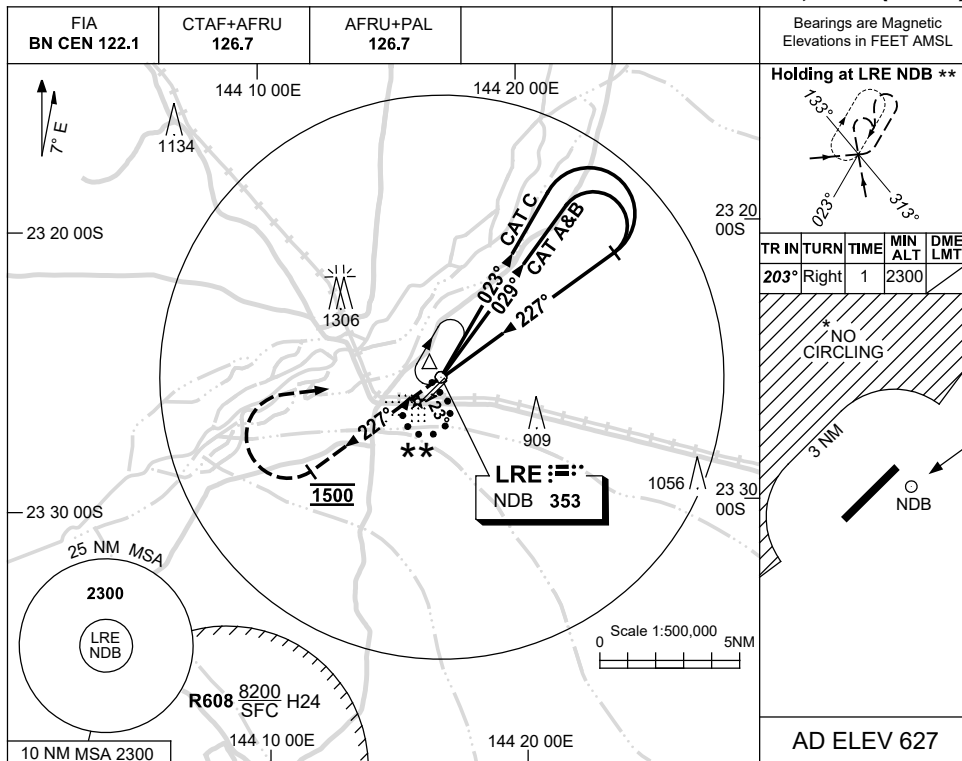 FIA
BN CEN 122.1
CTAF+AFRU
126.7
AFRU+PAL
126.7
Bearings are Magnetic
Elevations in FEET AMSL
7° E
144 10 00E
144 20 00E
1134
23 20 00S
23 20
00S
CAT C
CAT A&B
023°
029°
227°
1306
227°
23°
**
909
1056
1500
LRE
NDB 353
23 30 00S
23 30
00S
25 NM MSA
2300
LRE
NDB
10 NM MSA 2300
R608 8200
SFC H24
144 10 00E
144 20 00E
Scale 1:500,000
0
5NM
Holding at LRE NDB **
133°
023°
313°
TR IN TURN TIME MIN ALT DME LMT
203° Right 1 2300
* NO
CIRCLING
3 NM
NDB
AD ELEV 627